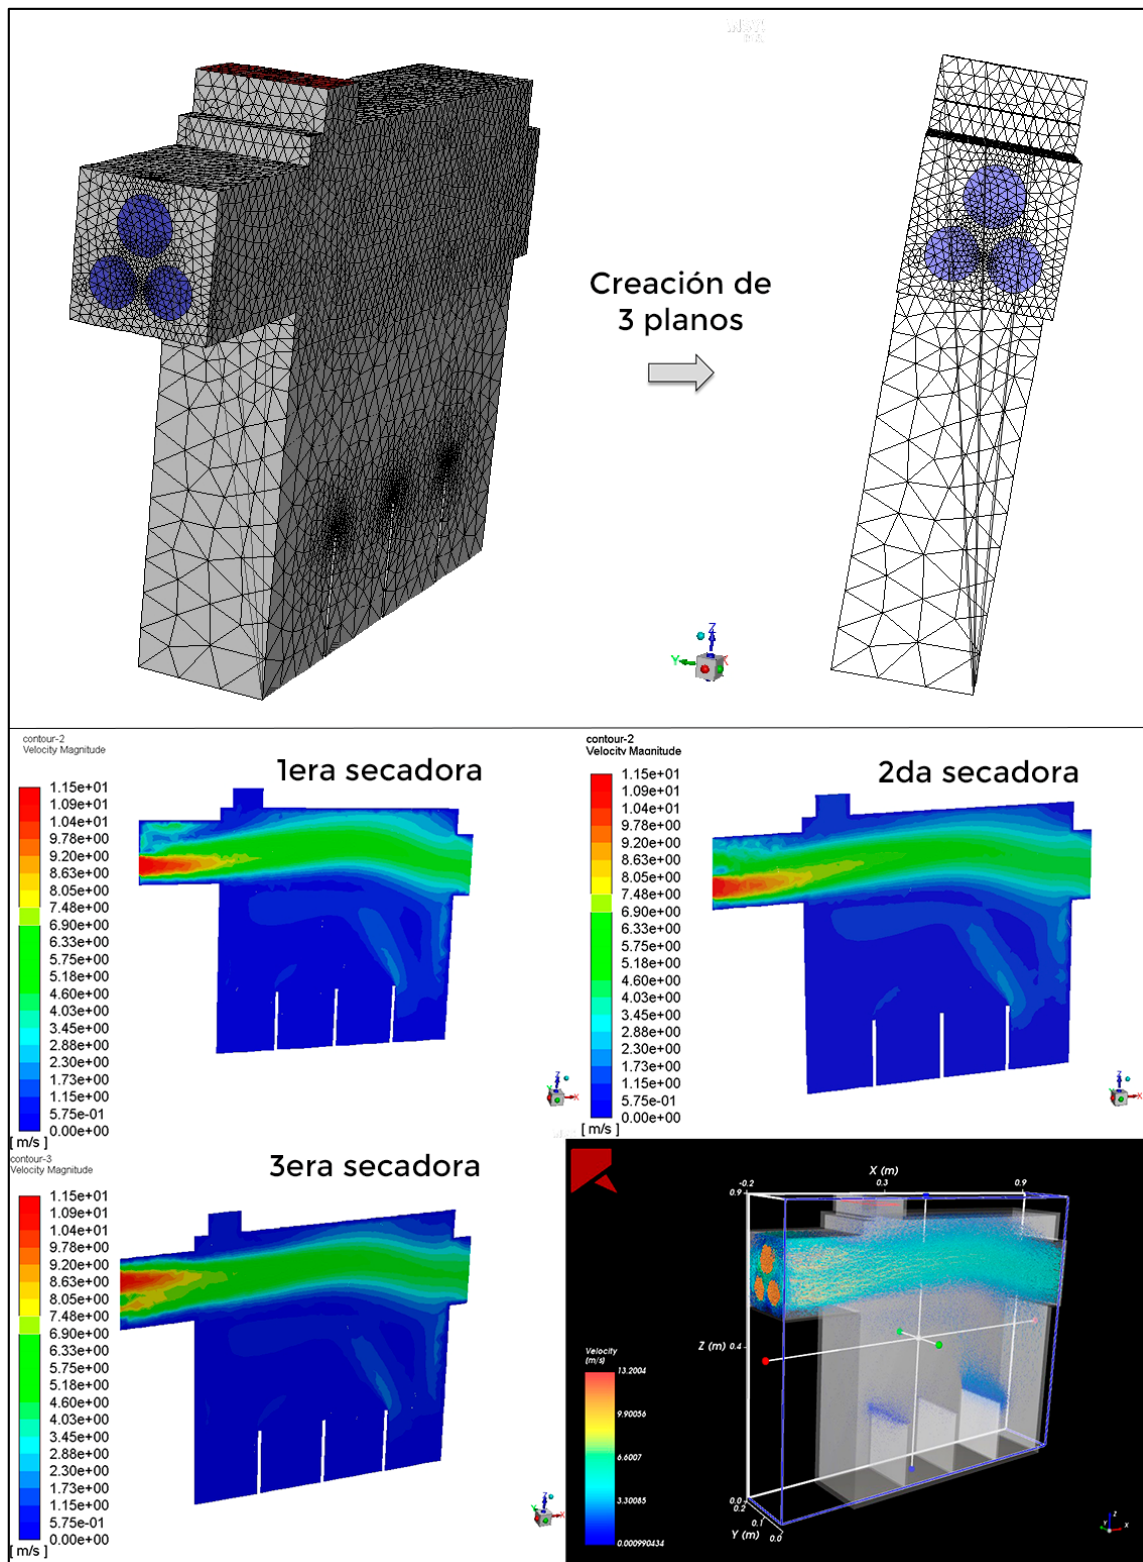 Creación de
3 planos
Z
Y
X
contour-2
Velocity Magnitude
1era secadora
1.15e+01
1.09e+01
1.04e+01
9.78e+00
9.20e+00
8.63e+00
8.05e+00
7.48e+00
6.90e+00
6.33e+00
5.75e+00
5.18e+00
4.60e+00
4.03e+00
3.45e+00
2.88e+00
2.30e+00
1.73e+00
1.15e+00
5.75e-01
0.00e+00
[ m/s ]
Z
Y
X
contour-2
Velocity Magnitude
2da secadora
1.15e+01
1.09e+01
1.04e+01
9.78e+00
9.20e+00
8.63e+00
8.05e+00
7.48e+00
6.90e+00
6.33e+00
5.75e+00
5.18e+00
4.60e+00
4.03e+00
3.45e+00
2.88e+00
2.30e+00
1.73e+00
1.15e+00
5.75e-01
0.00e+00
[ m/s ]
Z
Y
X
contour-3
Velocity Magnitude
3era secadora
1.15e+01
1.09e+01
1.04e+01
9.78e+00
9.20e+00
8.63e+00
8.05e+00
7.48e+00
6.90e+00
6.33e+00
5.75e+00
5.18e+00
4.60e+00
4.03e+00
3.45e+00
2.88e+00
2.30e+00
1.73e+00
1.15e+00
5.75e-01
0.00e+00
[ m/s ]
Z
Y
X
X (m)
-0.2
0.3
0.9
0.9
Z (m)
0.4
0.0
0.2
0.1
0.0
Y (m)
Velocity
(m/s)
13.2004
9.90056
6.6007
3.30085
0.000990434
Z
Y
X